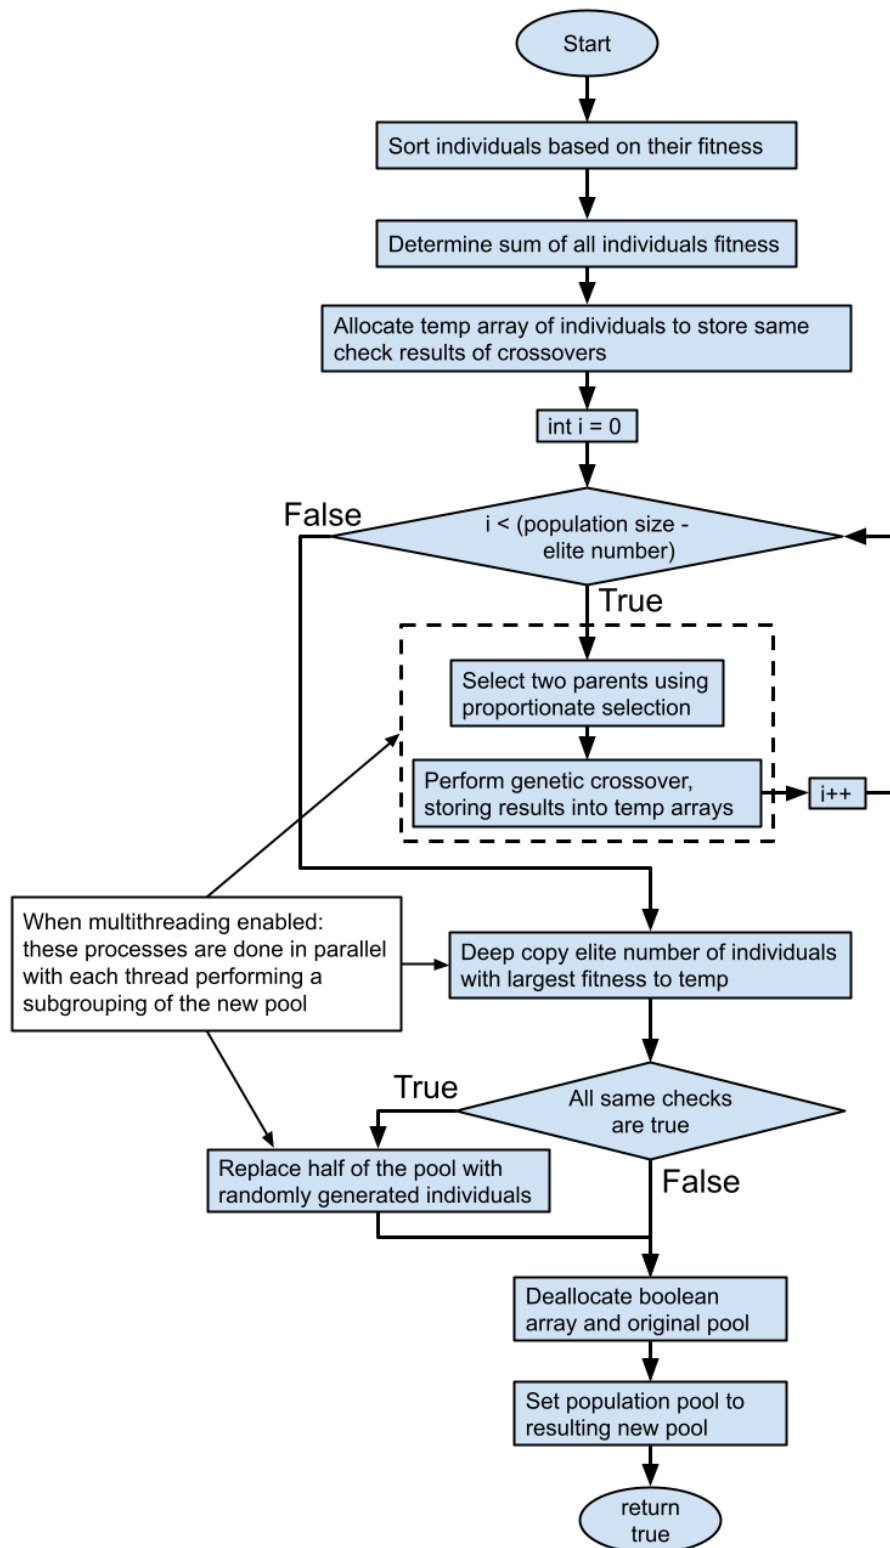 Start
Sort individuals based on their fitness
Determine sum of all individuals fitness
Allocate temp array of individuals to store same
check results of crossovers
int i = 0
False
i < (population size -
elite number)
True
Select two parents using
proportionate selection
Perform genetic crossover,
storing results into temp arrays
i++
When multithreading enabled:
these processes are done in parallel
with each thread performing a
subgrouping of the new pool
Deep copy elite number of individuals
with largest fitness to temp
True
All same checks
are true
Replace half of the pool with
randomly generated individuals
False
Deallocate boolean
array and original pool
Set population pool to
resulting new pool
return
true